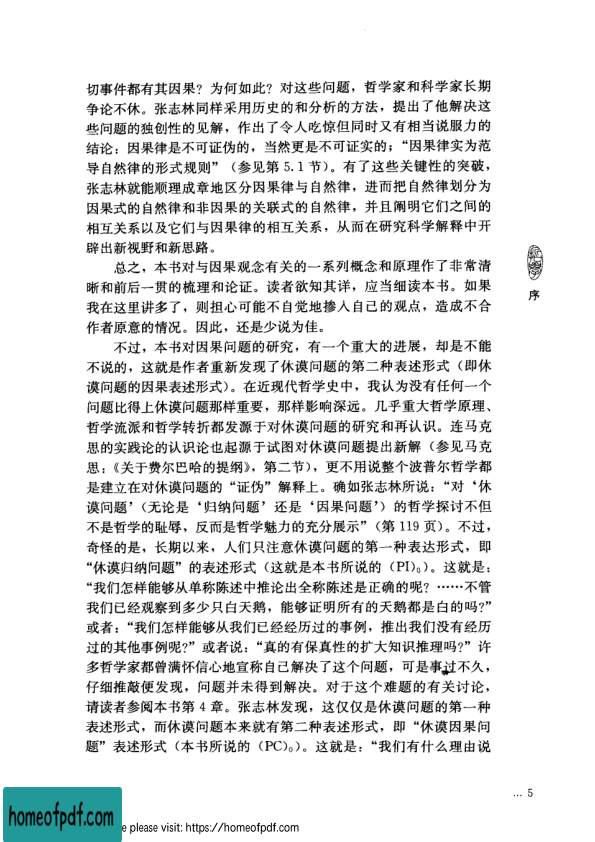 切事件都有其因果？为何如此？对这些问题，哲学家和科学家长期
争论不休。张志林同样采用历史的和分析的方法，提出了他解决这
些问题的独创性的见解，作出了令人吃惊但同时又有相当说服力的
结论：因果律是不可证伪的，当然更是不可证实的；“因果律实为范
导自然律的形式规则”（参见第5.1节）。有了这些关键性的突破，
张志林就能顺理成章地区分因果律与自然律，进而把自然律划分为
因果式的自然律和非因果的关联式的自然律，并且阐明它们之间的
相互关系以及它们与因果律的相互关系，从而在研究科学解释中开
辟出新视野和新思路。
总之，本书对与因果观念有关的一系列概念和原理作了非常清
晰和前后一贯的梳理和论证。读者欲知其详，应当细读本书。如果
我在这里讲多了，则担心可能不自觉地掺入自己的观点，造成不合
作者原意的情况。因此，还是少说为佳。
不过，本书对因果问题的研究，有一个重大的进展，却是不能
不说的，这就是作者重新发现了休谟问题的第二种表述形式（即休
谟问题的因果表述形式）。在近现代哲学史中，我认为没有任何一个
问题比得上休谟问题那样重要，那样影响深远。几乎重大哲学原理、
哲学流派和哲学转折都发源于对休谟问题的研究和再认识。连马克
思的实践论的认识论也起源于试图对休谟问题提出新解（参见马克
思：《关于费尔巴哈的提纲》，第二节），更不用说整个波普尔哲学都
是建立在对休谟问题的“证伪”解释上。确如张志林所说：“对‘休
谟问题’（无论是‘归纳问题’还是‘因果问题’）的哲学探讨不但
不是哲学的耻辱，反而是哲学魅力的充分展示”（第119页）。不过，
奇怪的是，长期以来，人们只注意休谟问题的第一种表达形式，即
“休谟归纳问题”的表述形式（这就是本书所说的（PI)₀）。这就是：
“我们怎样能够从单称陈述中推论出全称陈述是正确的呢？……不管
我们已经观察到多少只白天鹅，能够证明所有的天鹅都是白的吗？”
或者：“我们怎样能够从我们已经经历过的事例，推出我们没有经历
过的其他事例呢？”或者说：“真的有保真性的扩大知识推理吗？”许
多哲学家都曾满怀信心地宣称自己解决了这个问题，可是事过不久，
仔细推敲便发现，问题并未得到解决。对于这个难题的有关讨论，
请读者参阅本书第4章。张志林发现，这仅仅是休谟问题的第一种
表述形式，而休谟问题本来就有第二种表述形式，即“休谟因果问
题”表述形式（本书所说的（PC)₀）。这就是：“我们有什么理由说
序
… 5
homeofpdf.com
e please visit: https://homeofpdf.com